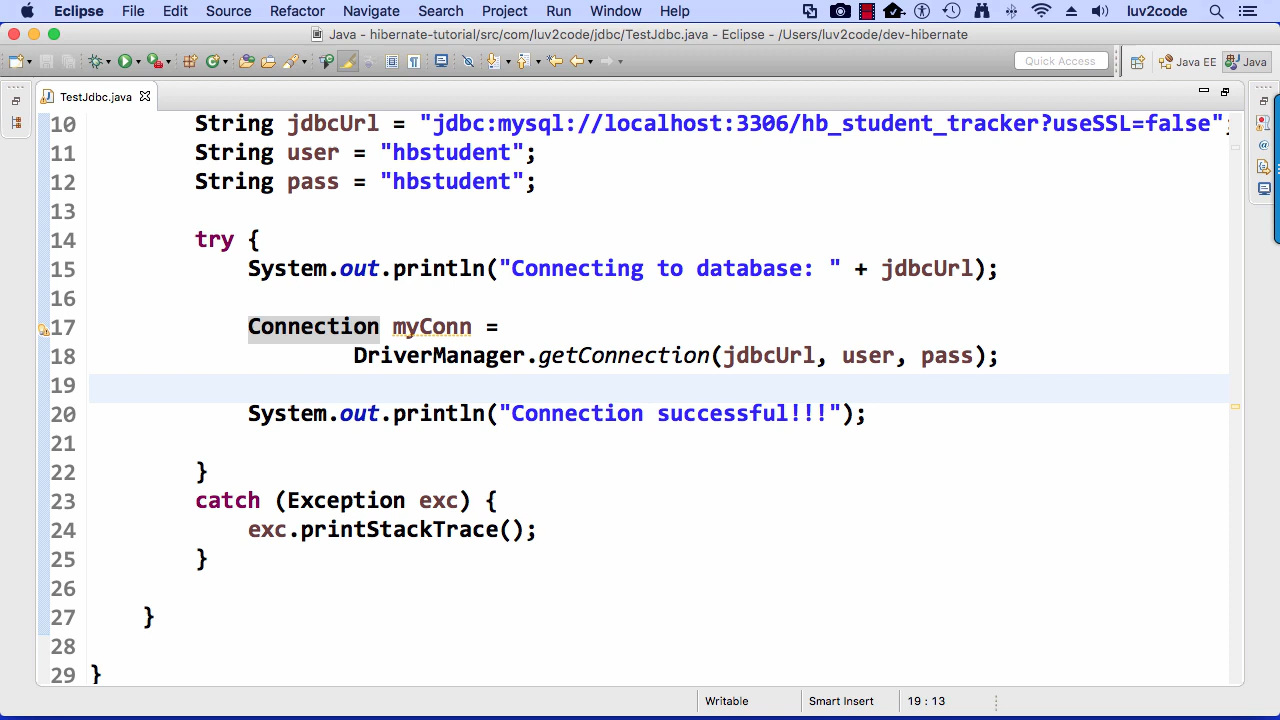 Eclipse File Edit Source Refactor Navigate Search Project Run Window Help luv2code
Java - hibernate-tutorial/src/com/luv2code/jdbc/TestJdbc.java - Eclipse - /Users/luv2code/dev-hibernate
Quick Access Java EE Java
TestJdbc.java
10 String jdbcUrl = "jdbc:mysql://localhost:3306/hb_student_tracker?useSSL=false";
11 String user = "hbstudent";
12 String pass = "hbstudent";
13
14 try {
15 System.out.println("Connecting to database: " + jdbcUrl);
16
17 Connection myConn =
18 DriverManager.getConnection(jdbcUrl, user, pass);
19
20 System.out.println("Connection successful!!!");
21
22 }
23 catch (Exception exc) {
24 exc.printStackTrace();
25 }
26
27 }
28
29 }
Writable Smart Insert 19 : 13